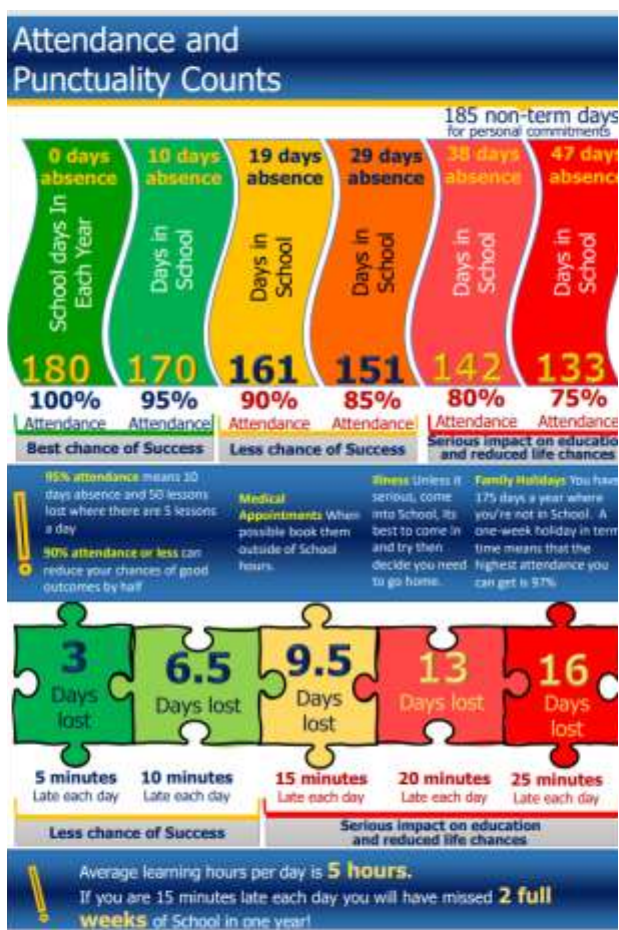 Attendance and
Punctuality Counts
185 non-term days
for personal commitments
0 days
absence
School days In
Each Year
180
100%
Attendance
10 days
absence
Days in
School
170
95%
Attendance
19 days
absence
Days in
School
161
90%
Attendance
29 days
absence
Days in
School
151
85%
Attendance
38 days
absence
Days in
School
142
80%
Attendance
47 days
absence
Days in
School
133
75%
Attendance
Best chance of Success
Less chance of Success
Serious impact on education
and reduced life chances
95% attendance means 10
days absence and 50 lessons
lost where there are 5 lessons
a day
90% attendance or less can
reduce your chances of good
outcomes by half
Medical
Appointments When
possible book them
outside of School
hours.
Illness Unless it
serious, come
into School, its
best to come in
and try then
decide you need
to go home.
Family Holidays You have
175 days a year where
you're not in School. A
one-week holiday in term
time means that the
highest attendance you
can get is 97%
3
Days
lost
6.5
Days lost
9.5
Days
lost
13
Days lost
16
Days
lost
5 minutes
Late each day
10 minutes
Late each day
15 minutes
Late each day
20 minutes
Late each day
25 minutes
Late each day
Less chance of Success
Serious impact on education
and reduced life chances
Average learning hours per day is 5 hours.
If you are 15 minutes late each day you will have missed 2 full
weeks of School in one year!